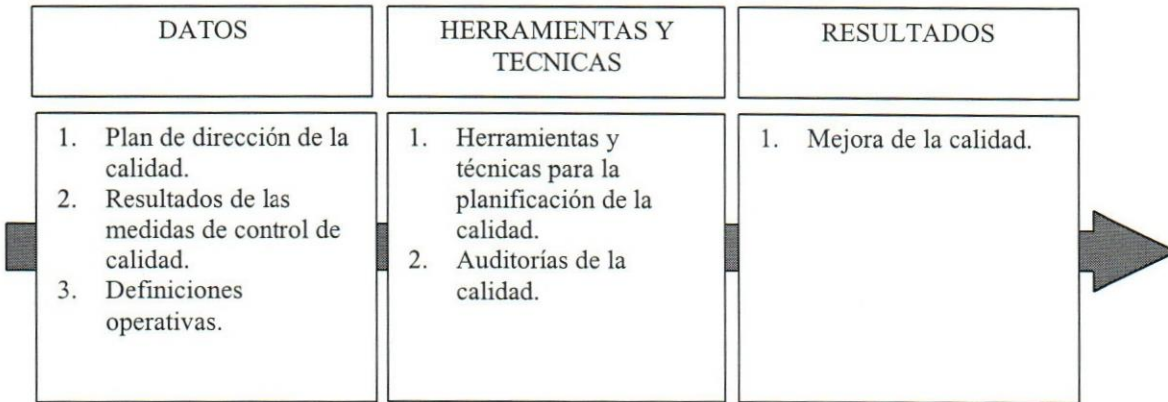 DATOS
HERRAMIENTAS Y
TECNICAS
RESULTADOS
1. Plan de dirección de la
calidad.
2. Resultados de las
medidas de control de
calidad.
3. Definiciones
operativas.
1. Herramientas y
técnicas para la
planificación de la
calidad.
2. Auditorías de la
calidad.
1. Mejora de la calidad.